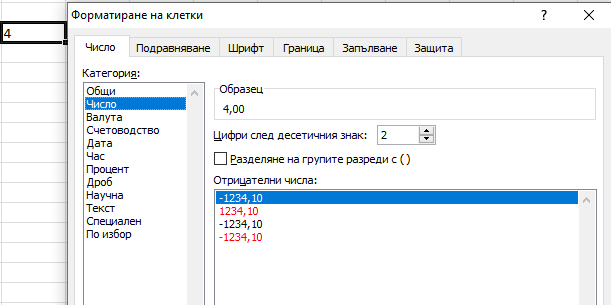 Форматиране на клетки
?
4
Число
Подравняване
Шрифт
Граница
Запълване
Защита
Категория:
Общи
Число
Валута
Счетоводство
Дата
Час
Процент
Дроб
Научна
Текст
Специален
По избор
Образец
4,00
Цифри след десетичния знак: 2
Разделяне на групите разреди с ( )
Отрицателни числа:
-1234,10
1234,10
-1234,10
-1234,10